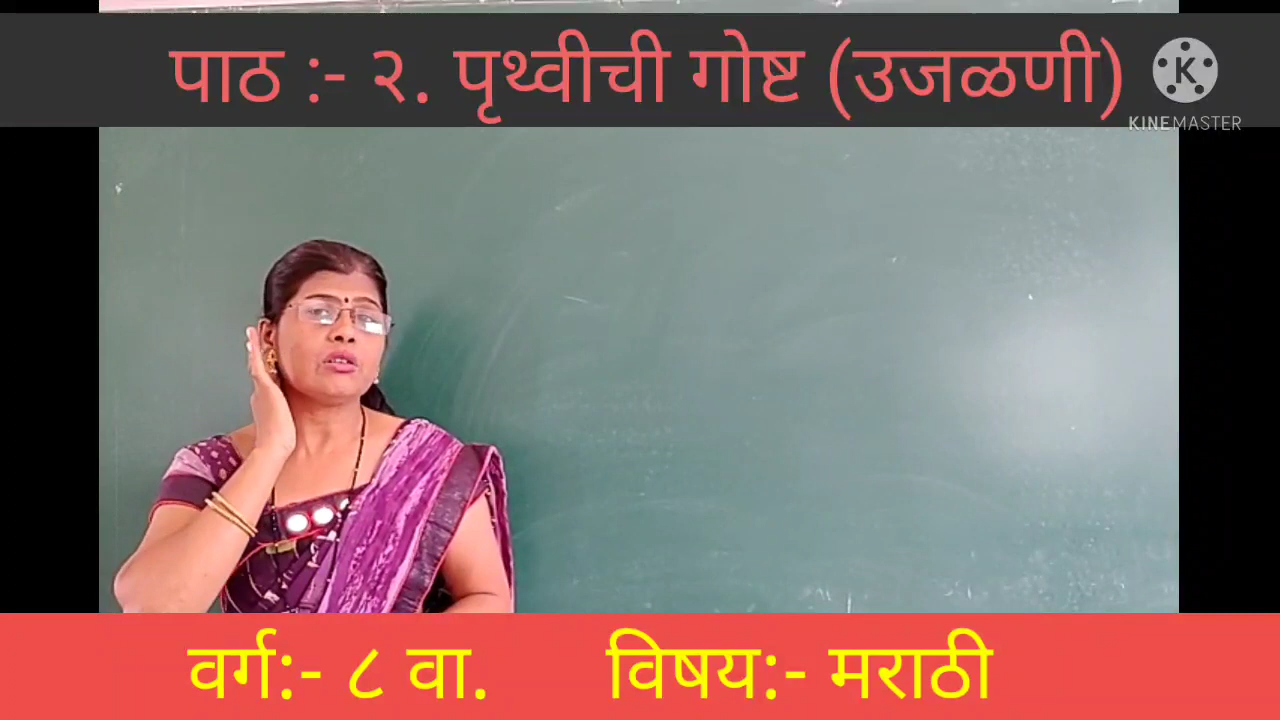 पाठ :- २. पृथ्वीची गोष्ट (उजळणी)
KINEMASTER
वर्ग:- ८ वा. विषय:- मराठी